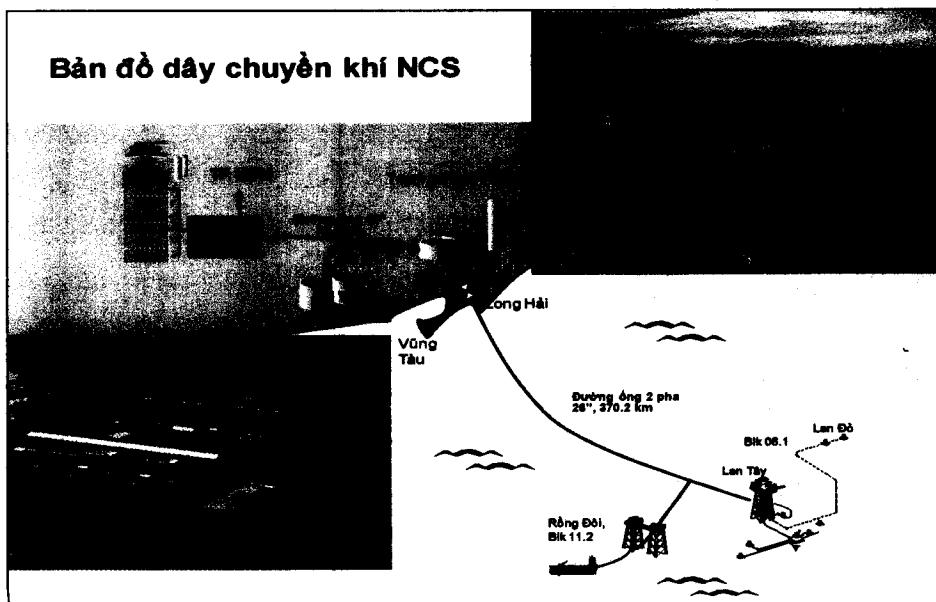 Bản đồ dây chuyền khí NCS
Long Hải
Vũng
Tàu
Đường ống 2 pha
26", 370.2 km
Lan Đỏ
Blk 06.1
Lan Tây
Rồng Đôi,
Blk 11.2